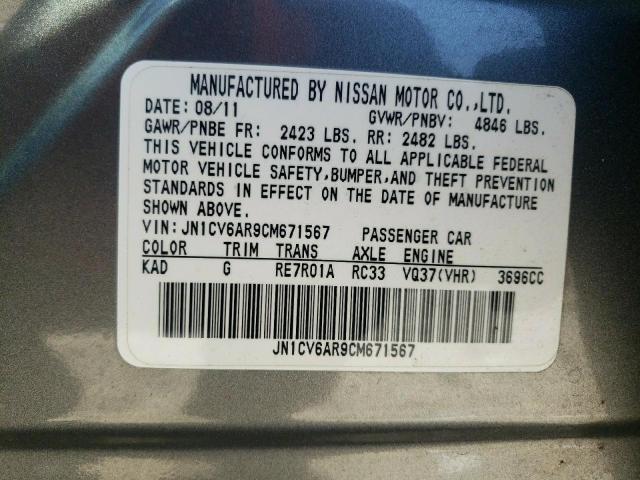 MANUFACTURED BY NISSAN MOTOR CO.,LTD.
DATE: 08/11 GVWR/PNBV: 4846 LBS.
GAWR/PNBE FR: 2423 LBS. RR: 2482 LBS.
THIS VEHICLE CONFORMS TO ALL APPLICABLE FEDERAL
MOTOR VEHICLE SAFETY,BUMPER,AND THEFT PREVENTION
STANDARDS IN EFFECT ON THE DATE OF MANUFACTURE
SHOWN ABOVE.
VIN:JN1CV6AR9CM671567 PASSENGER CAR
COLOR TRIM TRANS AXLE ENGINE
KAD G RE7R01A RC33 VQ37(VHR) 3696CC
JN1CV6AR9CM671567